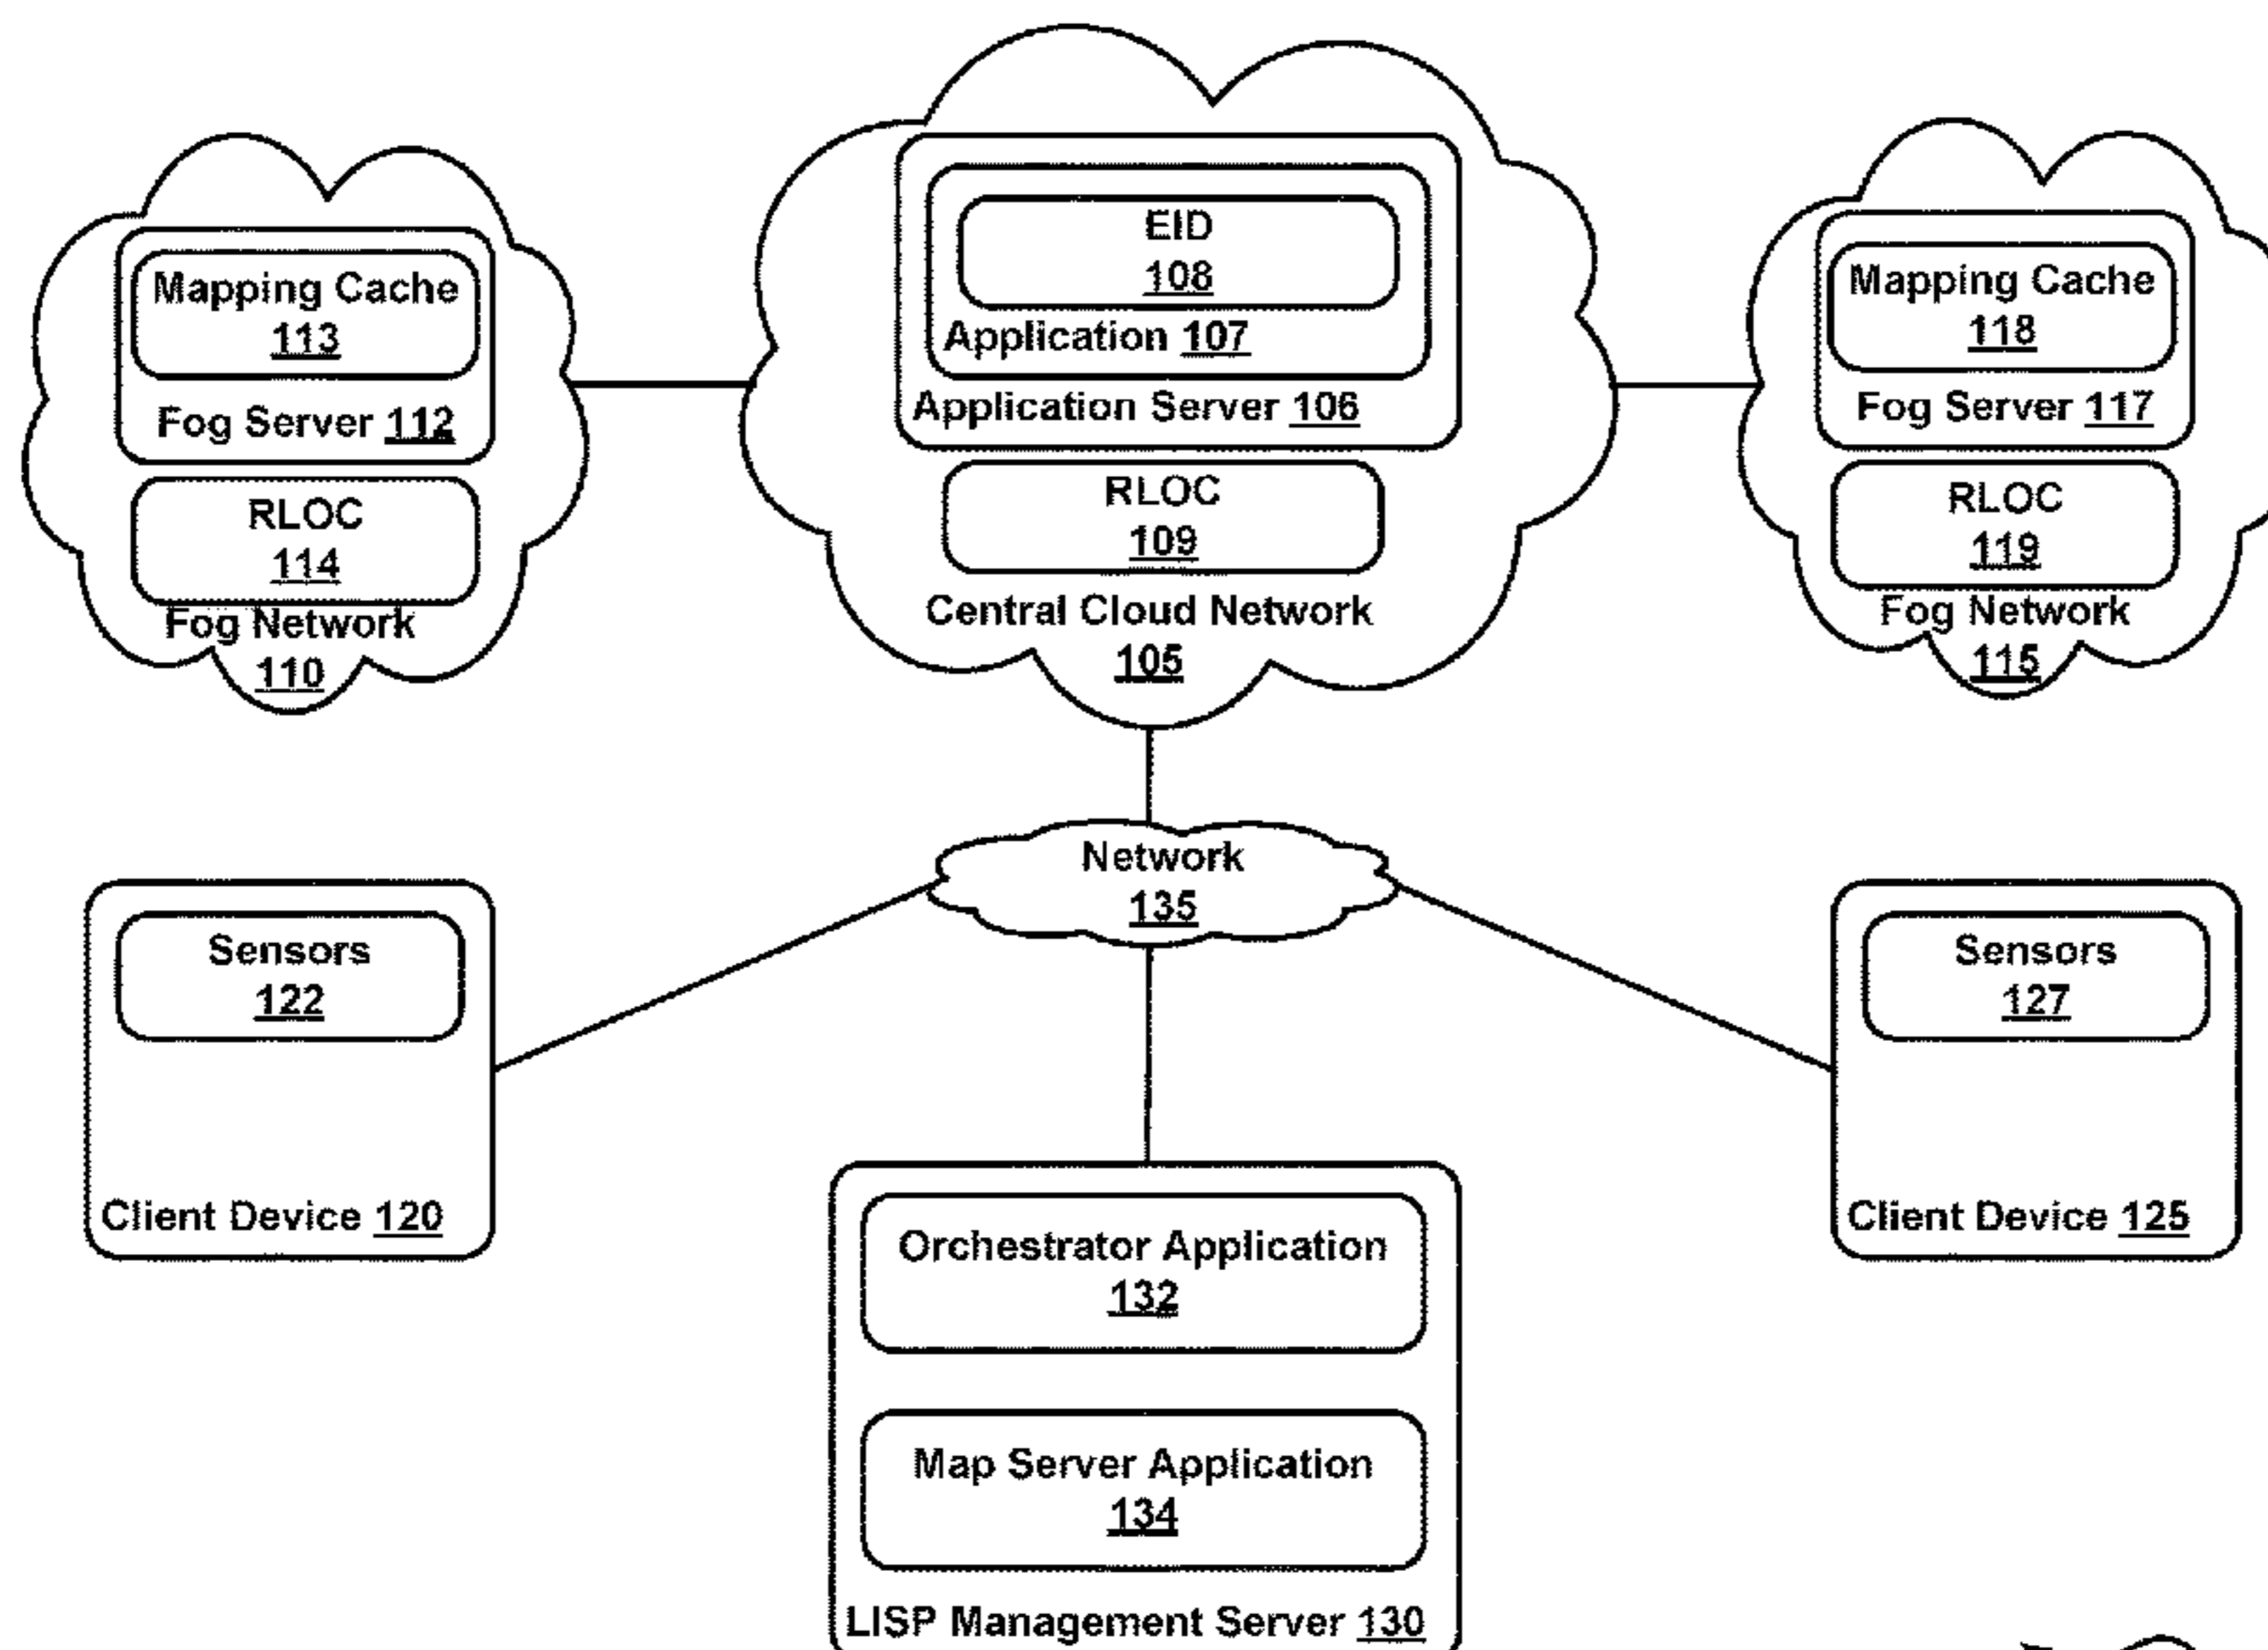 Mapping Cache
113
Fog Server 112
RLOC
114
Fog Network
110
EID
108
Application 107
Application Server 106
RLOC
109
Central Cloud Network
105
Mapping Cache
118
Fog Server 117
RLOC
119
Fog Network
115
Network
135
Sensors
122
Client Device 120
Sensors
127
Client Device 125
Orchestrator Application
132
Map Server Application
134
LISP Management Server 130